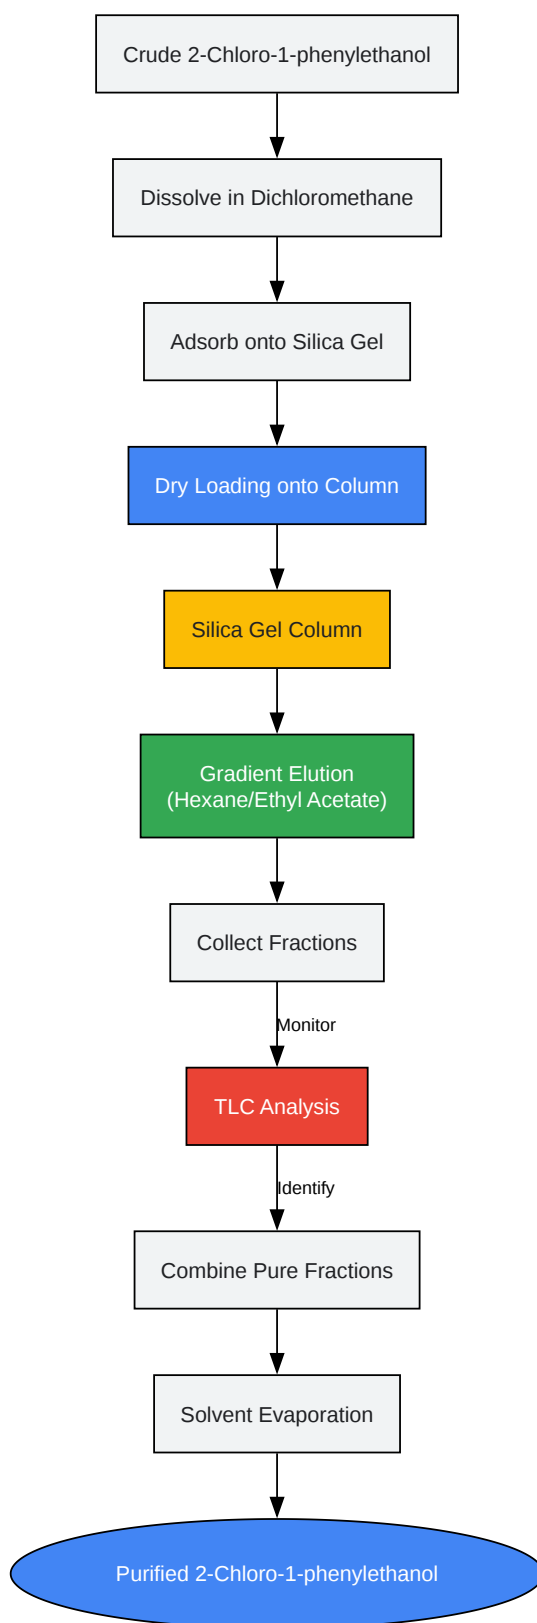 Crude 2-Chloro-1-phenylethanol
Dissolve in Dichloromethane
Adsorb onto Silica Gel
Dry Loading onto Column
Silica Gel Column
Gradient Elution
(Hexane/Ethyl Acetate)
Collect Fractions
Monitor
TLC Analysis
Identify
Combine Pure Fractions
Solvent Evaporation
Purified 2-Chloro-1-phenylethanol